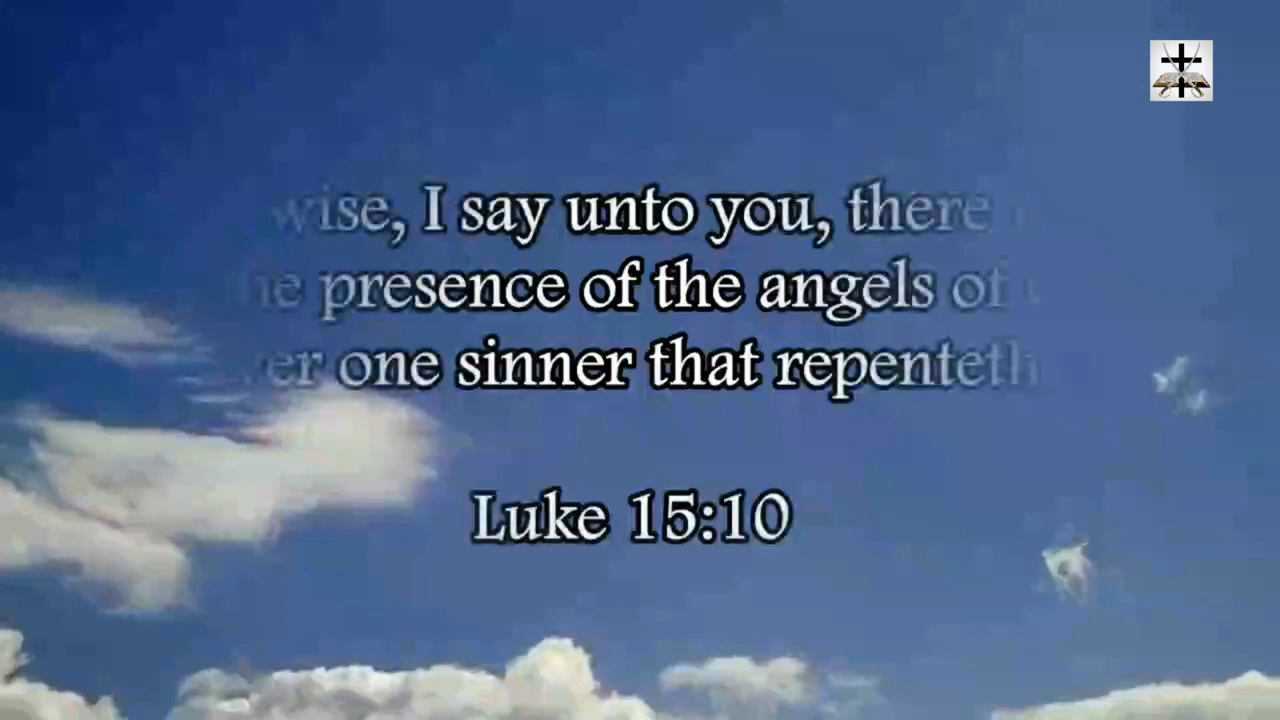 wise, I say unto you, there
presence of the angels of
one sinner that repenteth
Luke 15:10